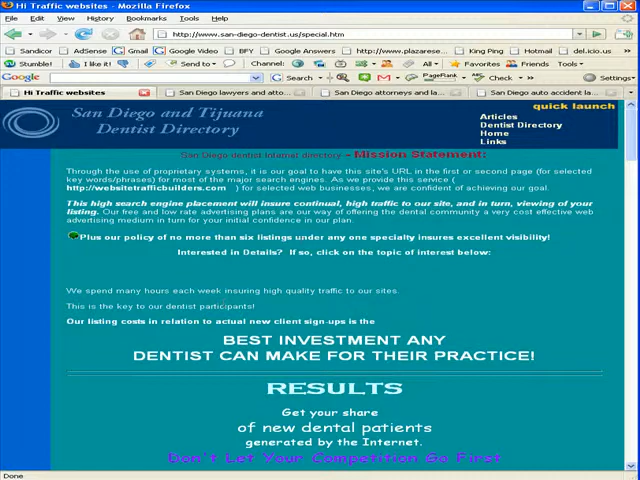 Hi Traffic websites - Mozilla Firefox
File Edit View History Bookmarks Tools Help
http://www.san-diego-dentist.us/special.htm
Sandicor AdSense Gmail Google Video BFV Google Answers http://www.plazarese... King Ping Hotmail del.icio.us
Stumble! I like it! Send to All Favorites Friends Tools
Google Search PageRank Check Settings
Hi Traffic websites San Diego lawyers and atto... San Diego attorneys and la... San Diego auto accident la...
quick launch
San Diego and Tijuana
Dentist Directory
Articles
Dentist Directory
Home
Links
San Diego dentist Internet directory - Mission Statement:
Through the use of proprietary systems, it is our goal to have this site's URL in the first or second page (for selected
key words/phrases) for most of the major search engines. As we provide this service (
http://websitetrafficbuilders.com ) for selected web businesses, we are confident of achieving our goal.
This high search engine placement will insure continual, high traffic to our site, and in turn, viewing of your
listing. Our free and low rate advertising plans are our way of offering the dental community a very cost effective web
advertising medium in turn for your initial confidence in our plan.
Plus our policy of no more than six listings under any one specialty insures excellent visibility!
Interested in Details? If so, click on the topic of interest below:
We spend many hours each week insuring high quality traffic to our sites.
This is the key to our dentist participants!
Our listing costs in relation to actual new client sign-ups is the
BEST INVESTMENT ANY
DENTIST CAN MAKE FOR THEIR PRACTICE!
RESULTS
Get your share
of new dental patients
generated by the Internet.
Don't Let Your Competition Go First
Done